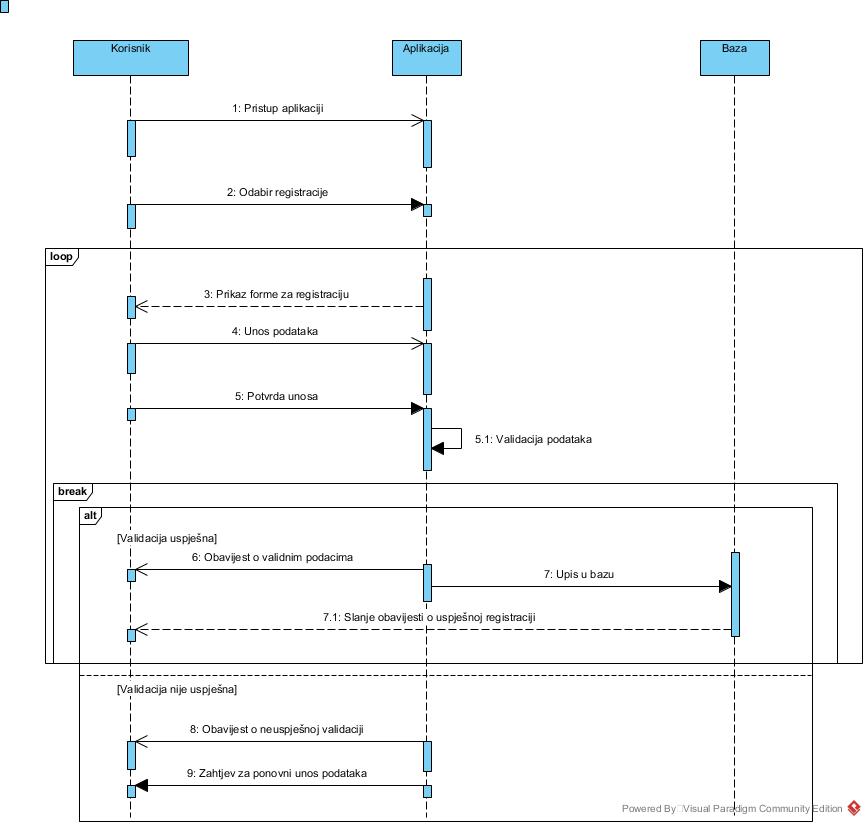 Korisnik
Aplikacija
Baza
1: Pristup aplikaciji
2: Odabir registracije
loop
3: Prikaz forme za registraciju
4: Unos podataka
5: Potvrda unosa
5.1: Validacija podataka
break
alt
[Validacija uspješna]
6: Obavijest o validnim podacima
7: Upis u bazu
7.1: Slanje obavijesti o uspješnoj registraciji
[Validacija nije uspješna]
8: Obavijest o neuspješnoj validaciji
9: Zahtjev za ponovni unos podataka
Powered By Visual Paradigm Community Edition